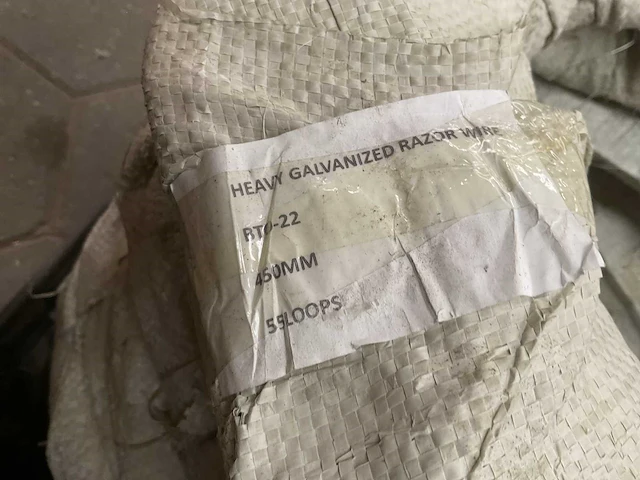 HEAVY GALVANIZED RAZOR WIRE
BTO-22
450MM
55LOOPS